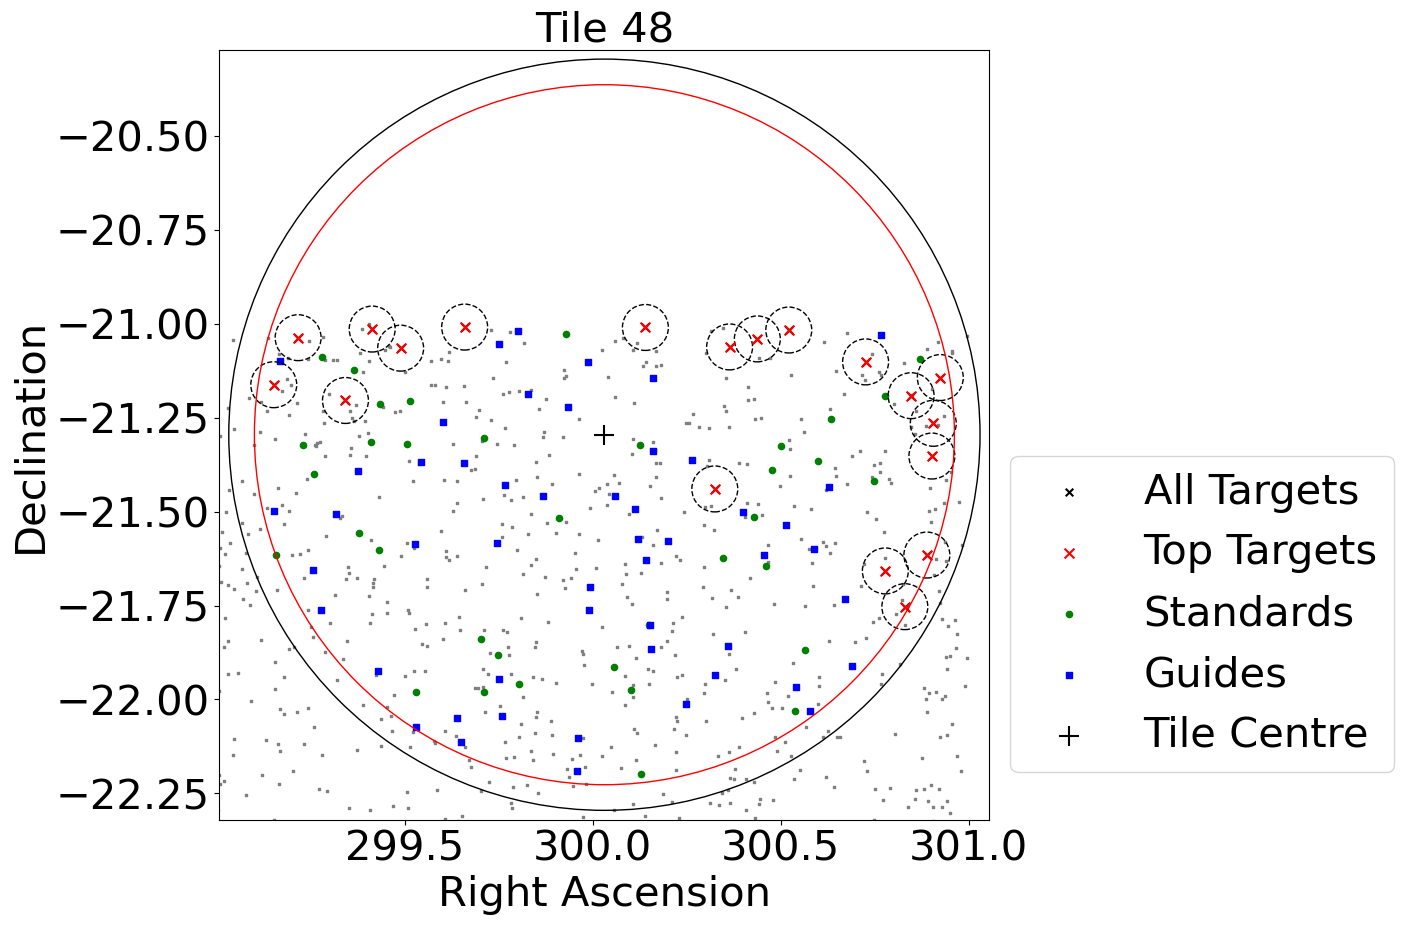 Tile 48
−20.50
−20.75
−21.00
−21.25
−21.50
−21.75
−22.00
−22.25
Declination
299.5
300.0
300.5
301.0
Right Ascension
All Targets
Top Targets
Standards
Guides
Tile Centre